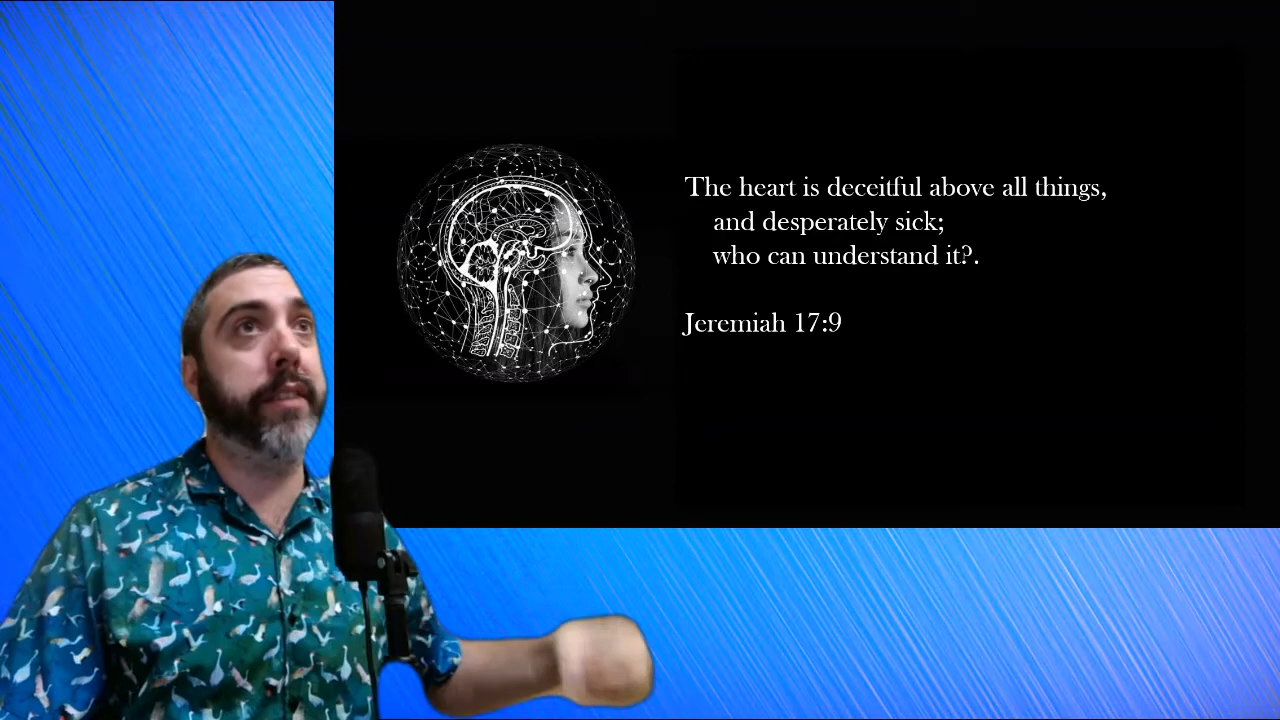 The heart is deceitful above all things,
and desperately sick;
who can understand it?.
Jeremiah 17:9